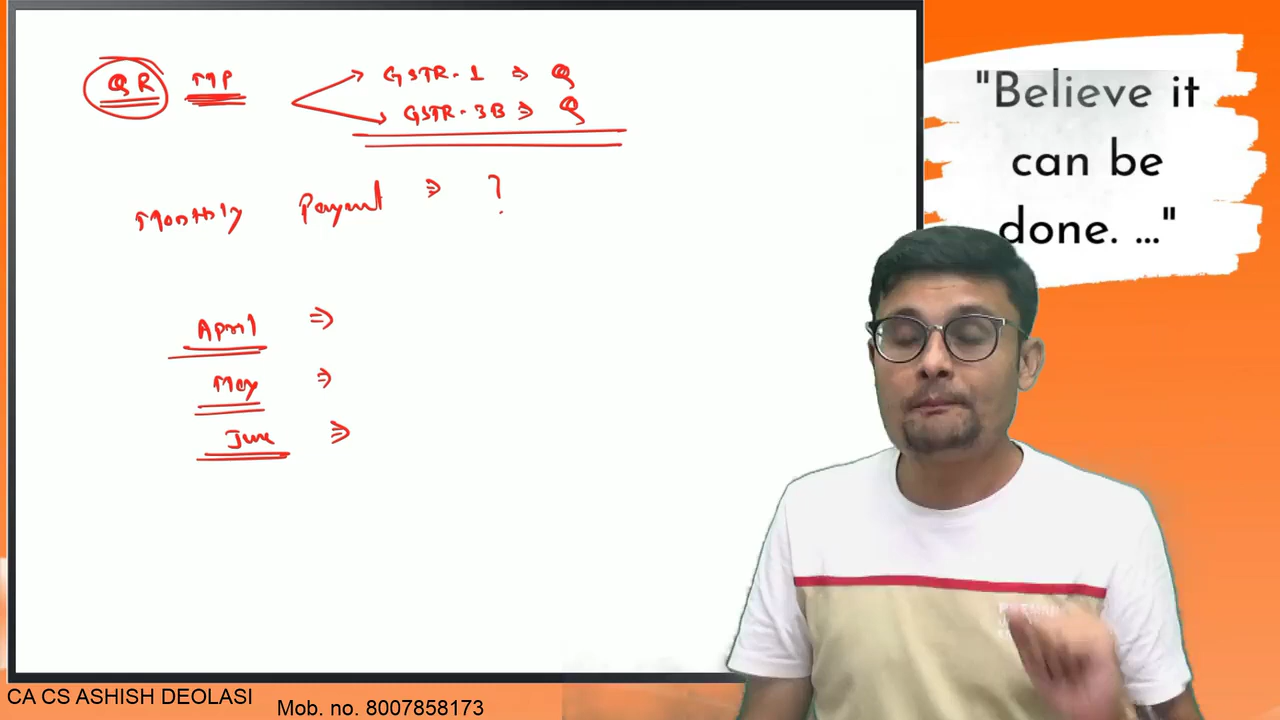 QR MP
GSTR-1 ⇒ Q
GSTR-3B ⇒ Q
Monthly Payment ⇒ ?
April ⇒
May ⇒
June ⇒
"Believe it
can be
done. ..."
CA CS ASHISH DEOLASI
Mob. no. 8007858173